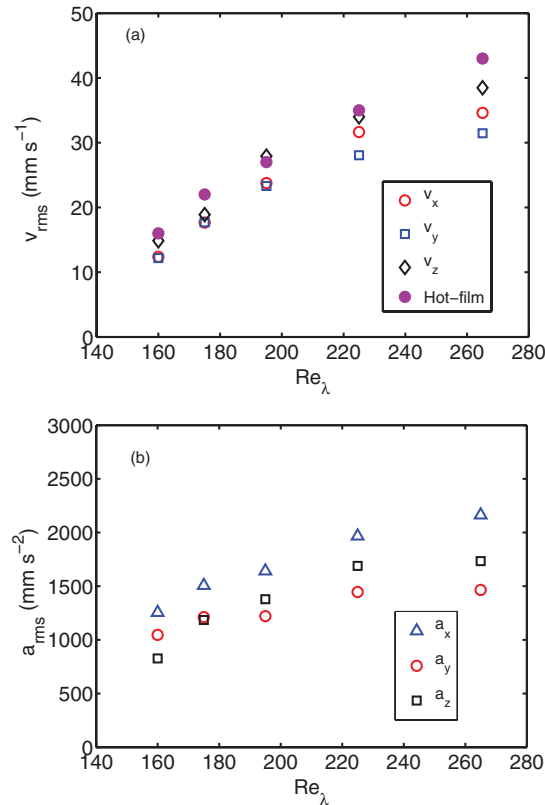 (a)
50
40
30
20
10
0
v_rms (mm s^−1)
v_x
v_y
v_z
Hot−film
140 160 180 200 220 240 260 280
Re_λ
(b)
3000
2500
2000
1500
1000
500
0
a_rms (mm s^−2)
a_x
a_y
a_z
140 160 180 200 220 240 260 280
Re_λ